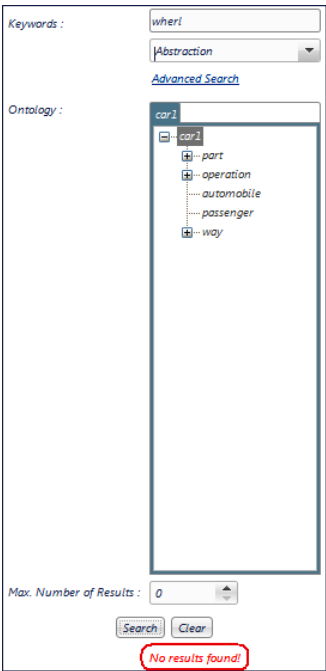 Keywords :
wherl
Abstraction
Advanced Search
Ontology :
car1
car1
part
operation
automobile
passenger
way
Max. Number of Results :
0
Search Clear
No results found!